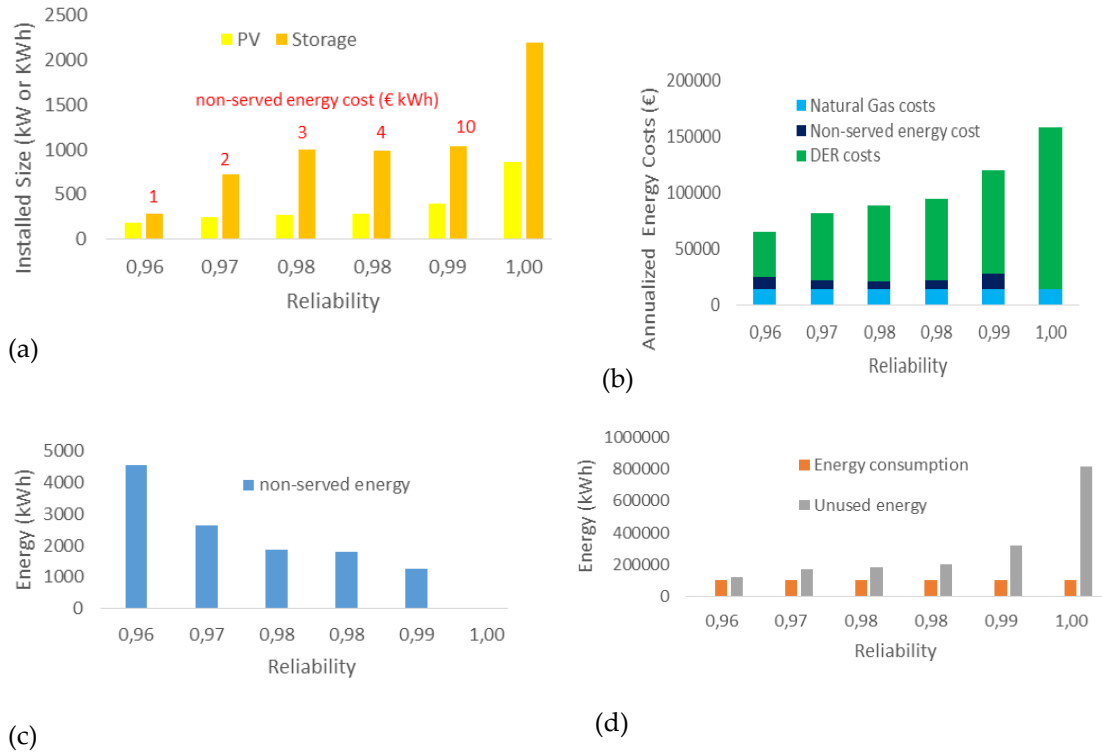 2500
2000
1500
1000
500
0
Installed Size (kW or KWh)
PV
Storage
non-served energy cost (€ kWh)
1
2
3
4
10
0,96 0,97 0,98 0,98 0,99 1,00
Reliability
(a)
200000
150000
100000
50000
0
Annualized Energy Costs (€)
Natural Gas costs
Non-served energy cost
DER costs
0,96 0,97 0,98 0,98 0,99 1,00
Reliability
(b)
5000
4000
3000
2000
1000
0
Energy (kWh)
non-served energy
0,96 0,97 0,98 0,98 0,99 1,00
Reliability
(c)
1000000
800000
600000
400000
200000
0
Energy (kWh)
Energy consumption
Unused energy
0,96 0,97 0,98 0,98 0,99 1,00
Reliability
(d)